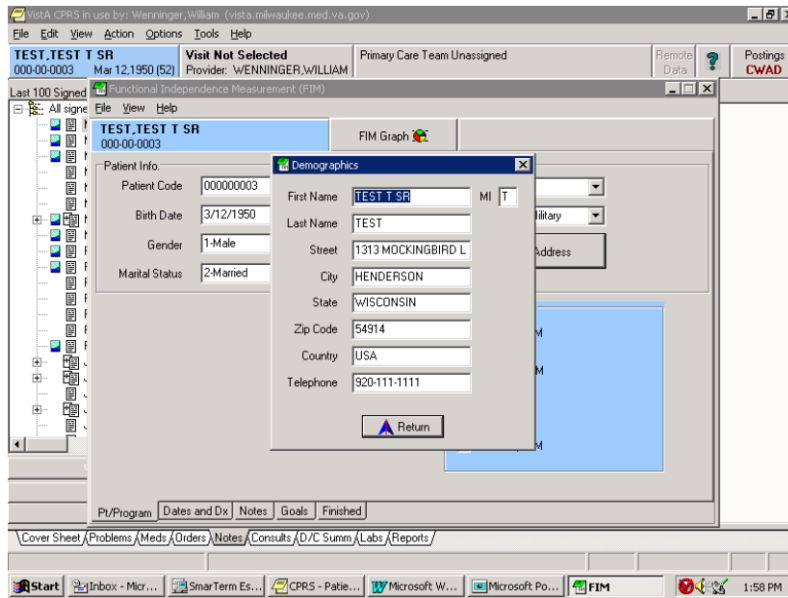 VistA CPRS in use by: Wenninger,William (vista.milwaukee.med.va.gov)
File Edit View Action Options Tools Help
TEST,TEST T SR
000-00-0003 Mar 12,1950 (52)
Visit Not Selected
Provider: WENNINGER,WILLIAM
Primary Care Team Unassigned
Remote
Data
?
Postings
CWAD
Last 100 Signed
All signe
Functional Independence Measurement (FIM)
File View Help
TEST,TEST T SR
000-00-0003
FIM Graph
Patient Info.
Patient Code 000000003
Birth Date 3/12/1950
Gender 1-Male
Marital Status 2-Married
Demographics
First Name TEST T SR MI T
Last Name TEST
Street 1313 MOCKINGBIRD L
City HENDERSON
State WISCONSIN
Zip Code 54914
Country USA
Telephone 920-111-1111
Return
ilitary
Address
Pt/Program Dates and Dx Notes Goals Finished
Cover Sheet Problems Meds Orders Notes Consults D/C Summ Labs Reports
Start Inbox - Micr... SmarTerm Es... CPRS - Patie... Microsoft W... Microsoft Po... FIM 1:58 PM